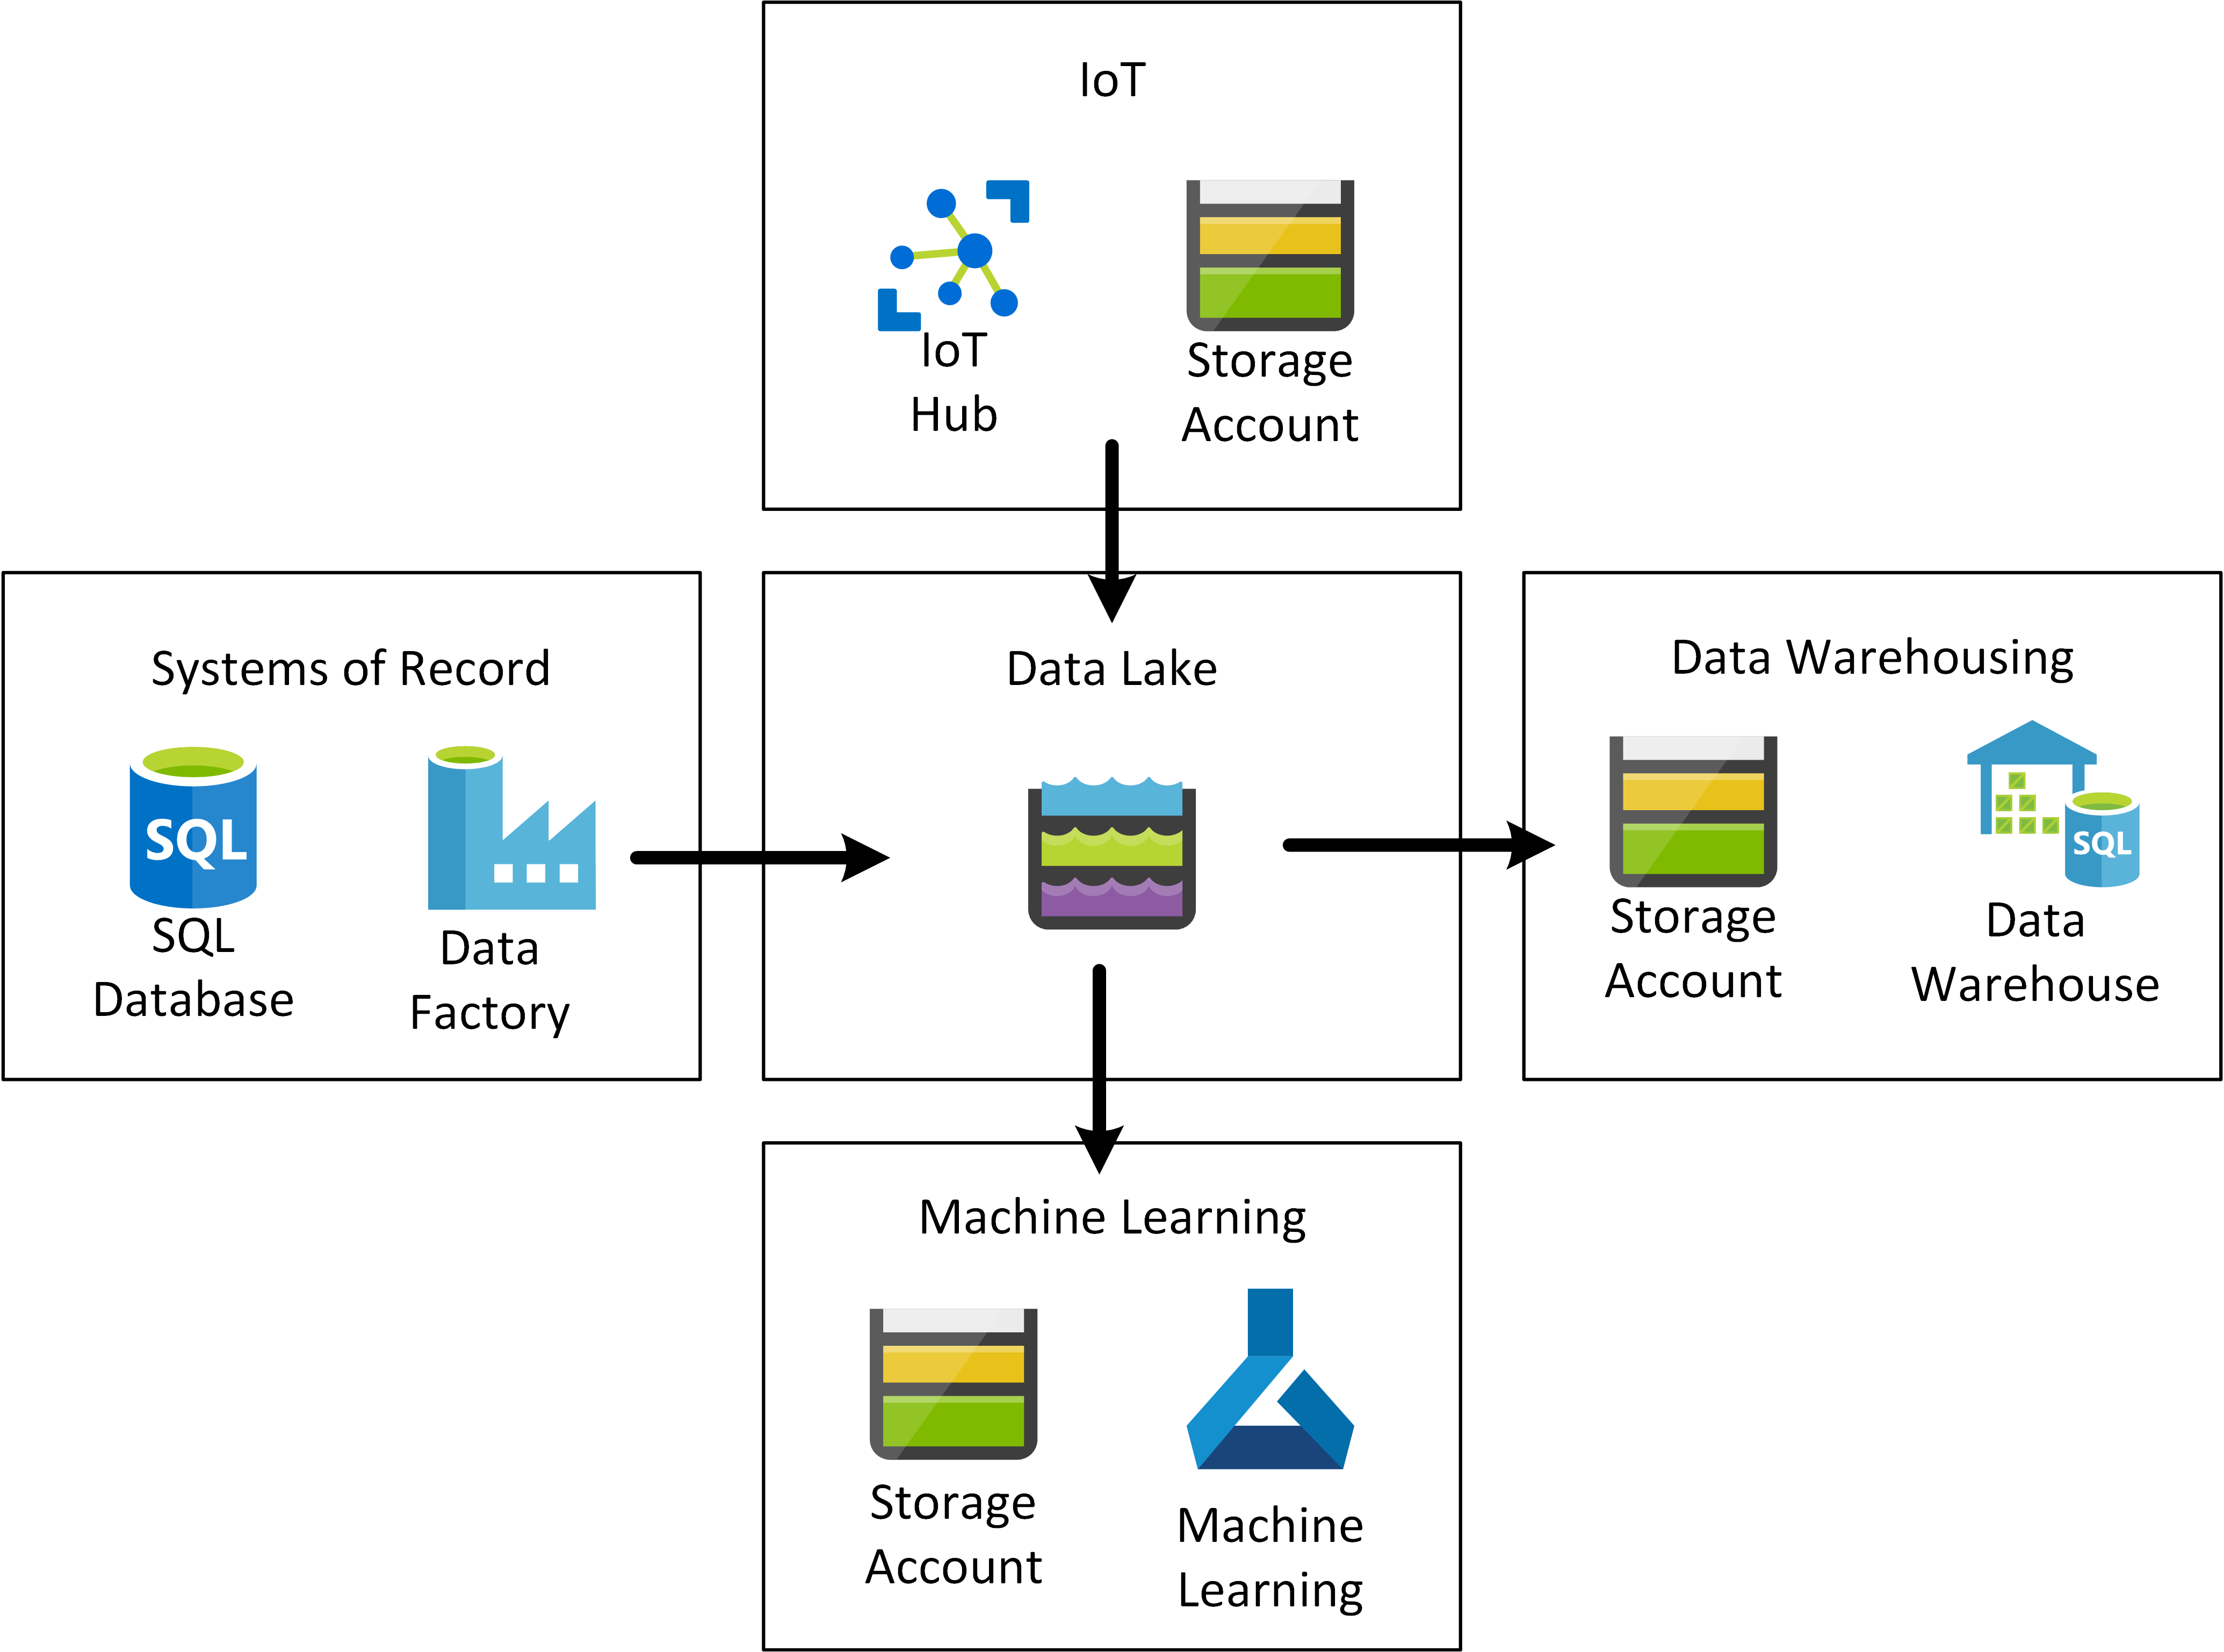 IoT
IoT
Hub
Storage
Account
Systems of Record
SQL
SQL
Database
Data
Factory
Data Lake
Data Warehousing
Storage
Account
SQL
Data
Warehouse
Machine Learning
Storage
Account
Machine
Learning